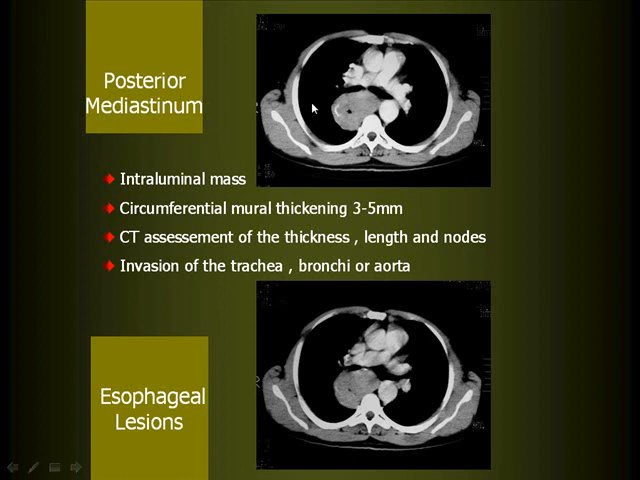 Posterior
Mediastinum
Intraluminal mass
Circumferential mural thickening 3-5mm
CT assessement of the thickness , length and nodes
Invasion of the trachea , bronchi or aorta
Esophageal
Lesions